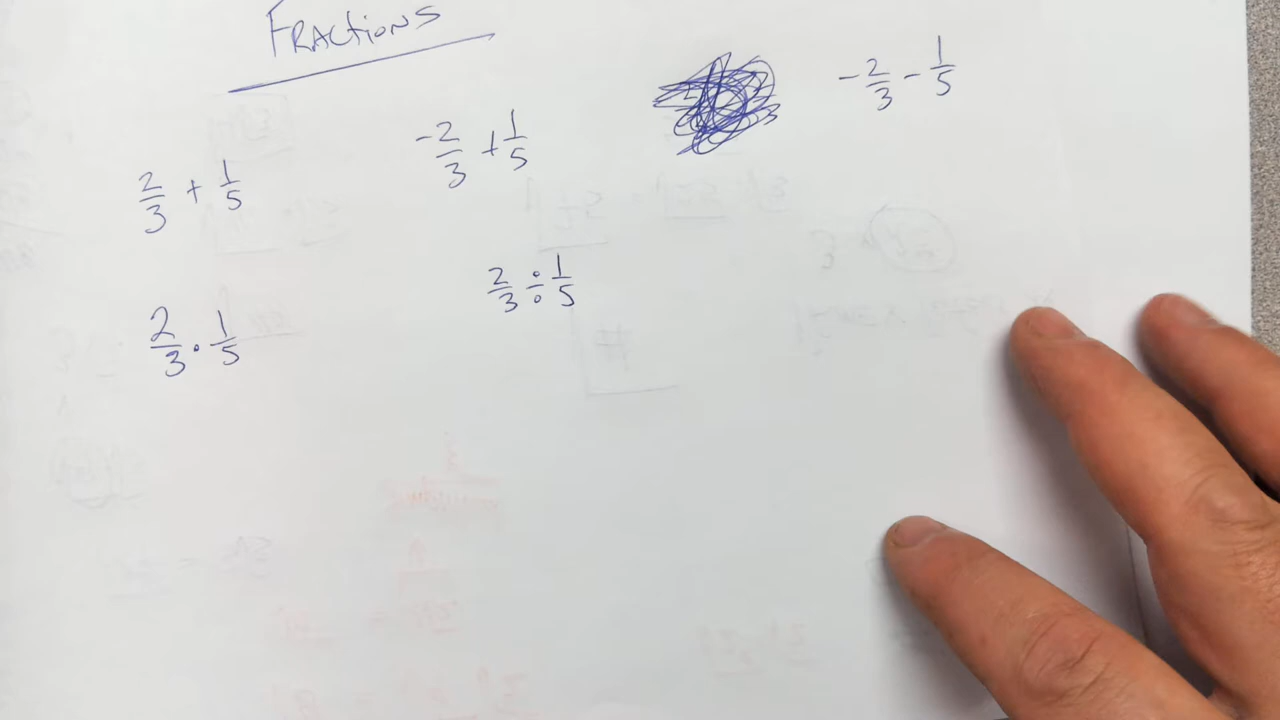 FRACTIONS
2/3 + 1/5
-2/3 + 1/5
-2/3 - 1/5
2/3 · 1/5
2/3 ÷ 1/5